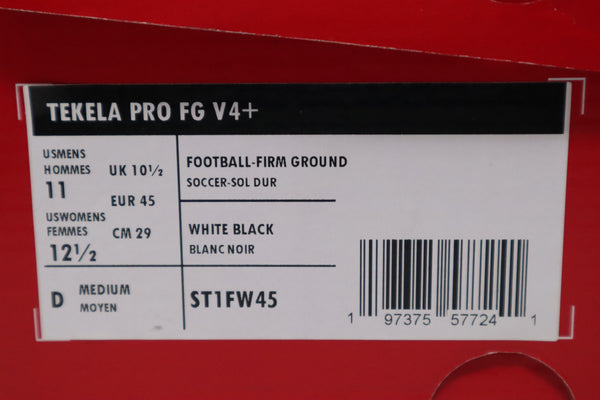 TEKELA PRO FG V4+
USMENS
HOMMES
11
UK 10½
EUR 45
USWOMENS
FEMMES
12½
CM 29
D
MEDIUM
MOYEN
FOOTBALL-FIRM GROUND
SOCCER-SOL DUR
WHITE BLACK
BLANC NOIR
ST1FW45
1 97375 57724 1